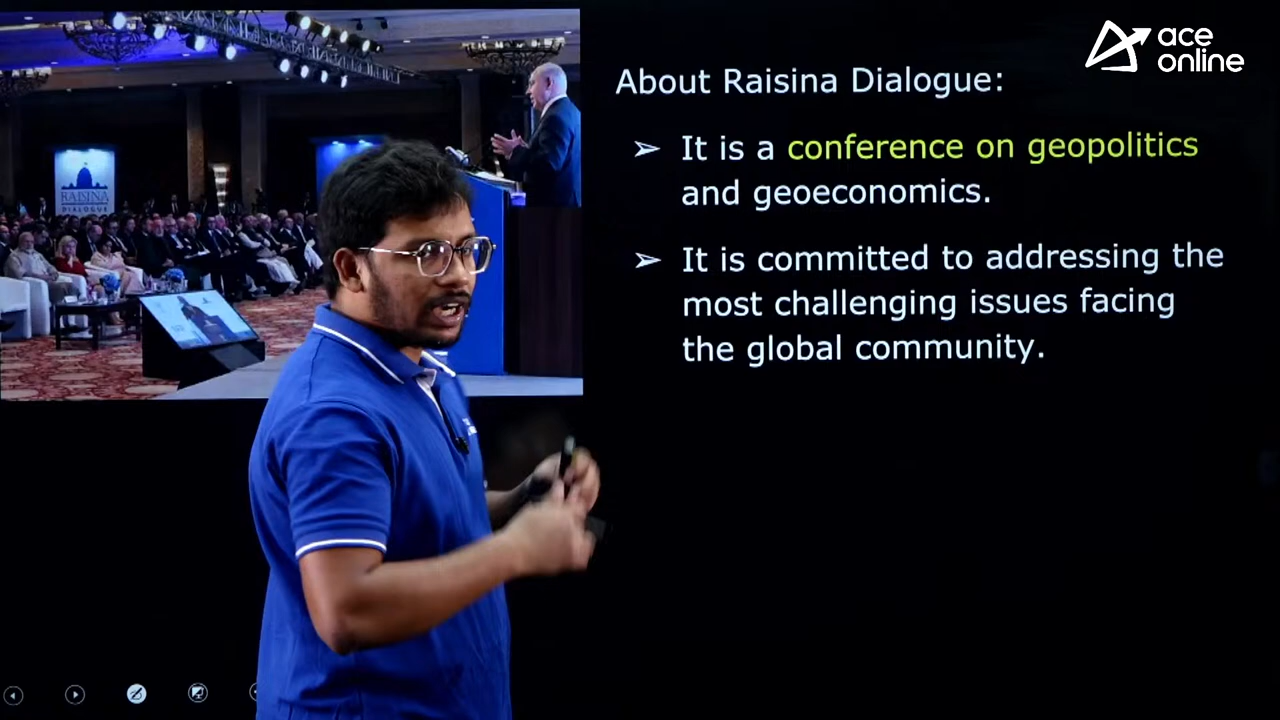 ace
online
About Raisina Dialogue:
➢ It is a conference on geopolitics
and geoeconomics.
➢ It is committed to addressing the
most challenging issues facing
the global community.
RAISINA
DIALOGUE